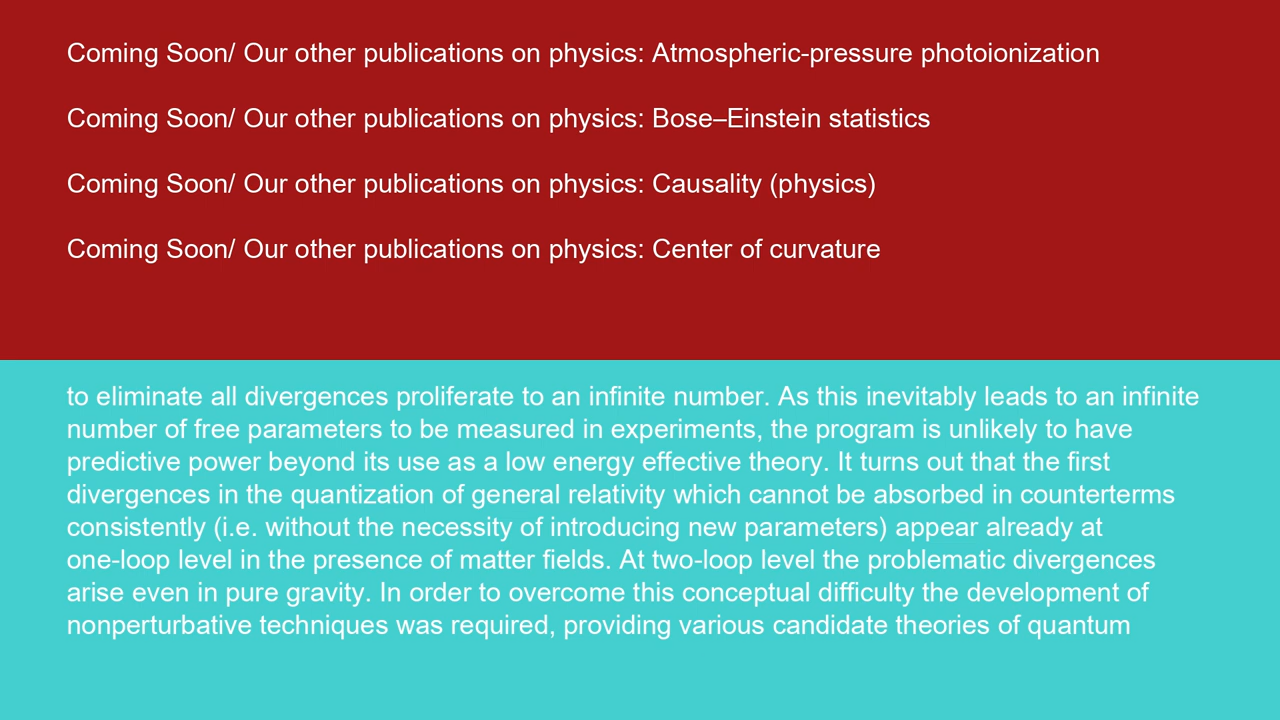 Coming Soon/ Our other publications on physics: Atmospheric-pressure photoionization
Coming Soon/ Our other publications on physics: Bose–Einstein statistics
Coming Soon/ Our other publications on physics: Causality (physics)
Coming Soon/ Our other publications on physics: Center of curvature
to eliminate all divergences proliferate to an infinite number. As this inevitably leads to an infinite
number of free parameters to be measured in experiments, the program is unlikely to have
predictive power beyond its use as a low energy effective theory. It turns out that the first
divergences in the quantization of general relativity which cannot be absorbed in counterterms
consistently (i.e. without the necessity of introducing new parameters) appear already at
one-loop level in the presence of matter fields. At two-loop level the problematic divergences
arise even in pure gravity. In order to overcome this conceptual difficulty the development of
nonperturbative techniques was required, providing various candidate theories of quantum